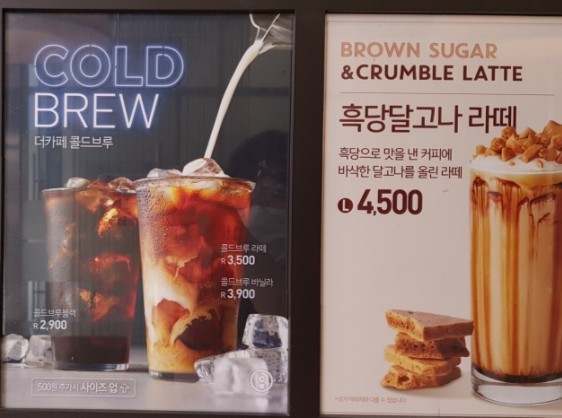 COLD
BREW
더카페 콜드브루
콜드브루 라떼
R 3,500
콜드브루 바닐라
R 3,900
콜드브루블랙
R 2,900
500원 추가시 사이즈 업
BROWN SUGAR
&CRUMBLE LATTE
흑당달고나 라떼
흑당으로 맛을 낸 커피에
바삭한 달고나를 올린 라떼
L 4,500